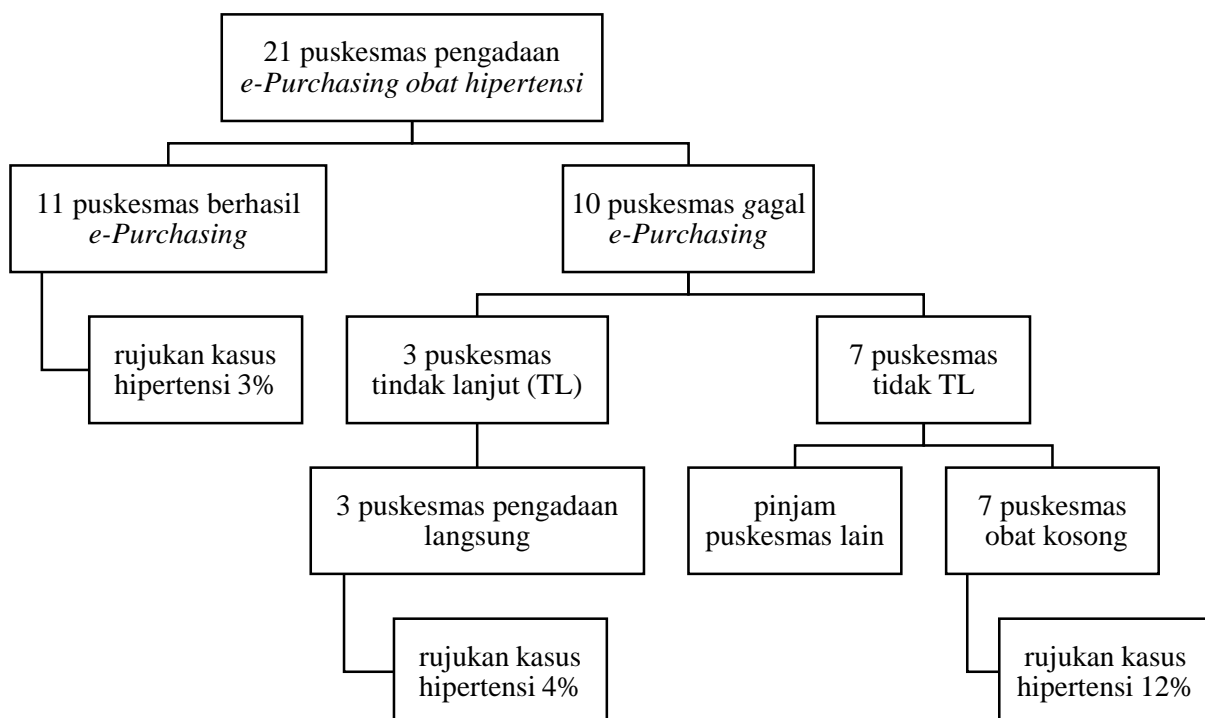 21 puskesmas pengadaan
e-Purchasing obat hipertensi
11 puskesmas berhasil
e-Purchasing
10 puskesmas gagal
e-Purchasing
rujukan kasus
hipertensi 3%
3 puskesmas
tindak lanjut (TL)
7 puskesmas
tidak TL
3 puskesmas pengadaan
langsung
pinjam
puskesmas lain
7 puskesmas
obat kosong
rujukan kasus
hipertensi 4%
rujukan kasus
hipertensi 12%